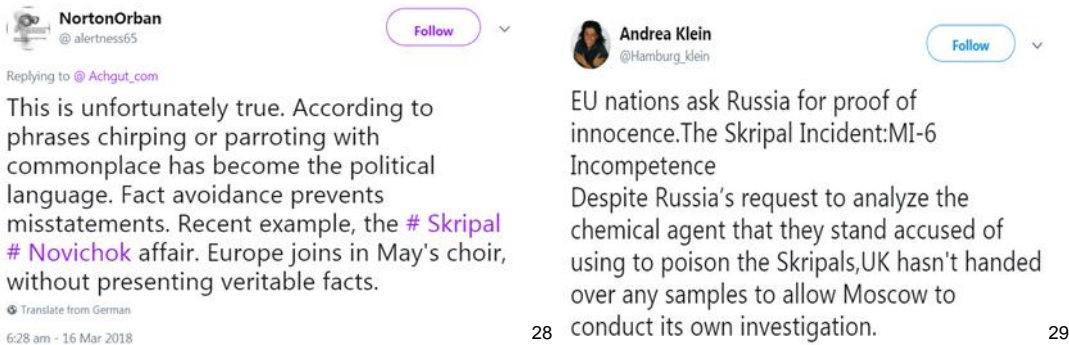 NortonOrban
@ alertness65
Follow
Replying to @ Achgut_com
This is unfortunately true. According to
phrases chirping or parroting with
commonplace has become the political
language. Fact avoidance prevents
misstatements. Recent example, the # Skripal
# Novichok affair. Europe joins in May's choir,
without presenting veritable facts.
Translate from German
6:28 am - 16 Mar 2018
28
Andrea Klein
@Hamburg_klein
Follow
EU nations ask Russia for proof of
innocence.The Skripal Incident:MI-6
Incompetence
Despite Russia's request to analyze the
chemical agent that they stand accused of
using to poison the Skripals,UK hasn't handed
over any samples to allow Moscow to
conduct its own investigation.
29